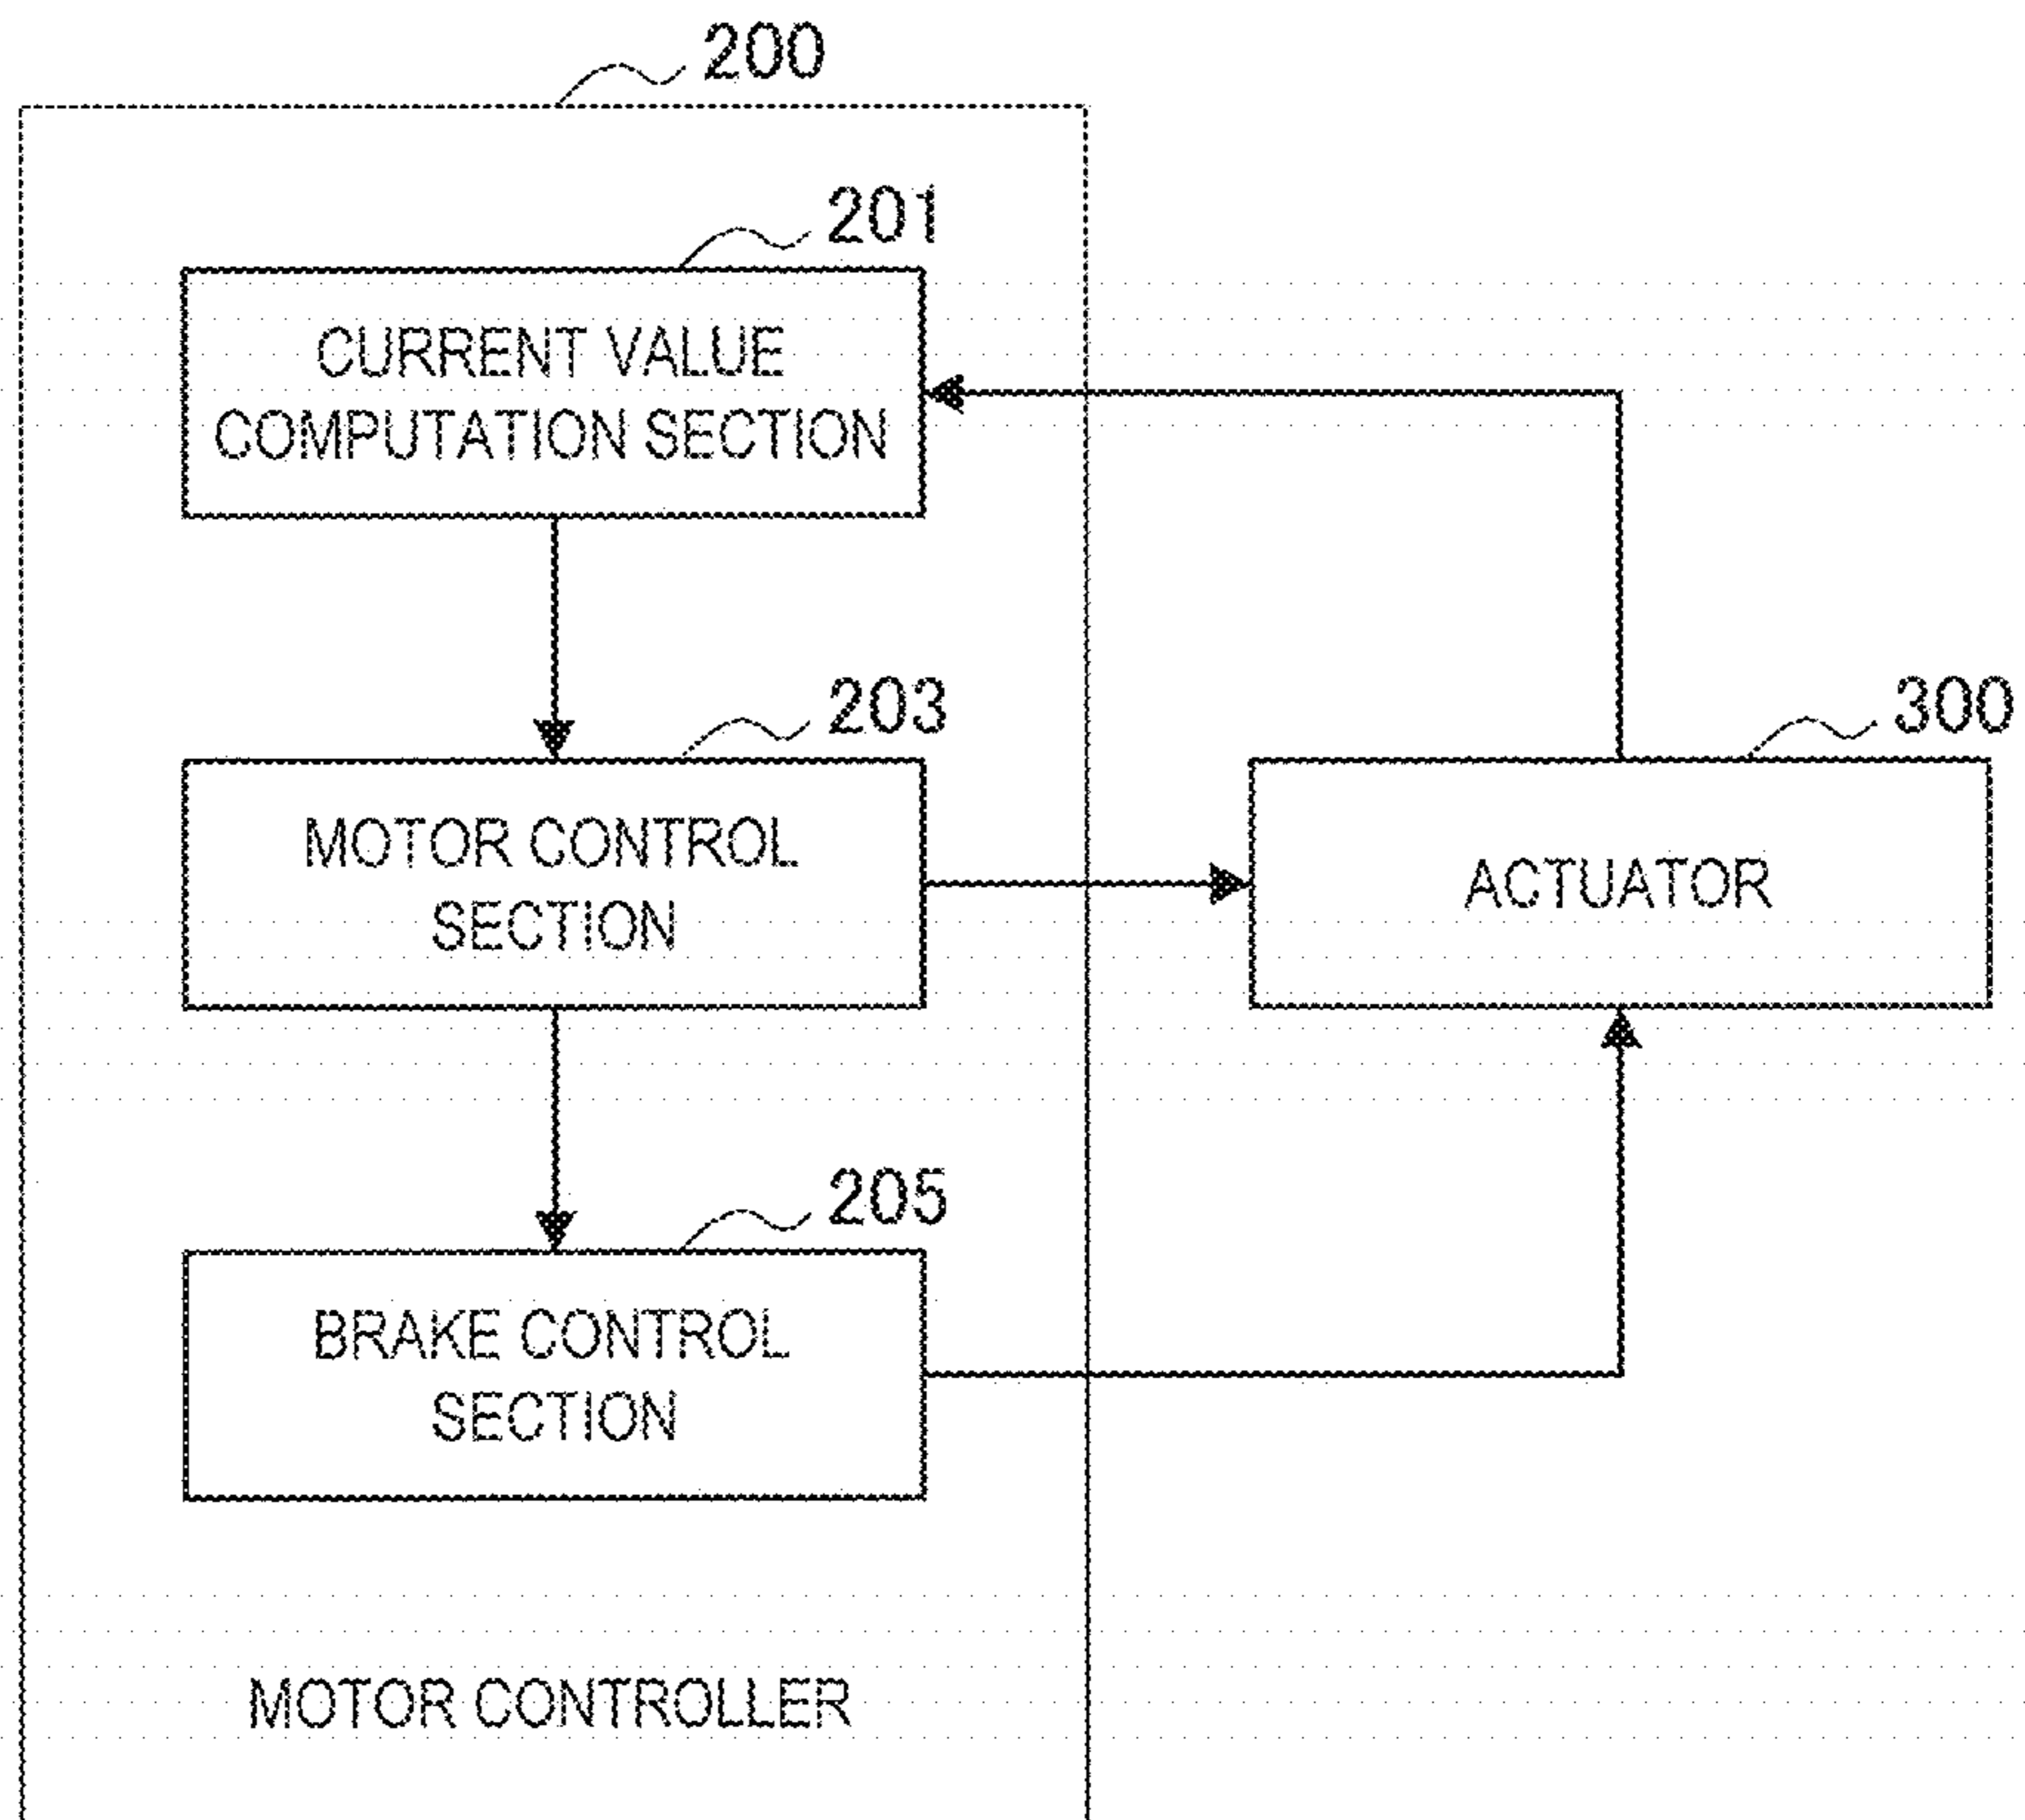 200
201
CURRENT VALUE
COMPUTATION SECTION
203
MOTOR CONTROL
SECTION
300
ACTUATOR
205
BRAKE CONTROL
SECTION
MOTOR CONTROLLER